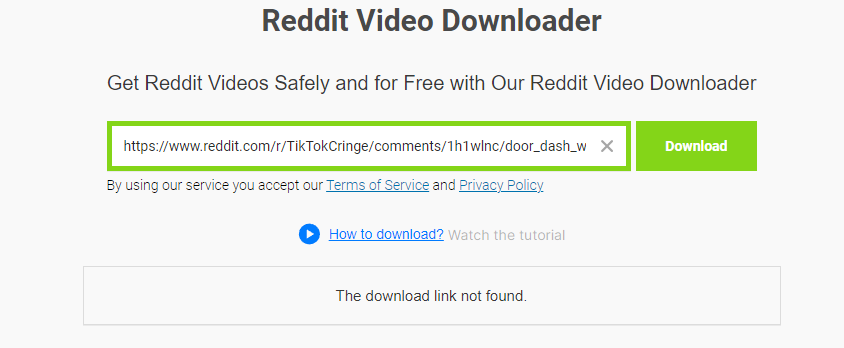 Reddit Video Downloader
Get Reddit Videos Safely and for Free with Our Reddit Video Downloader
https://www.reddit.com/r/TikTokCringe/comments/1h1wlnc/door_dash_w
Download
By using our service you accept our Terms of Service and Privacy Policy
How to download? Watch the tutorial
The download link not found.